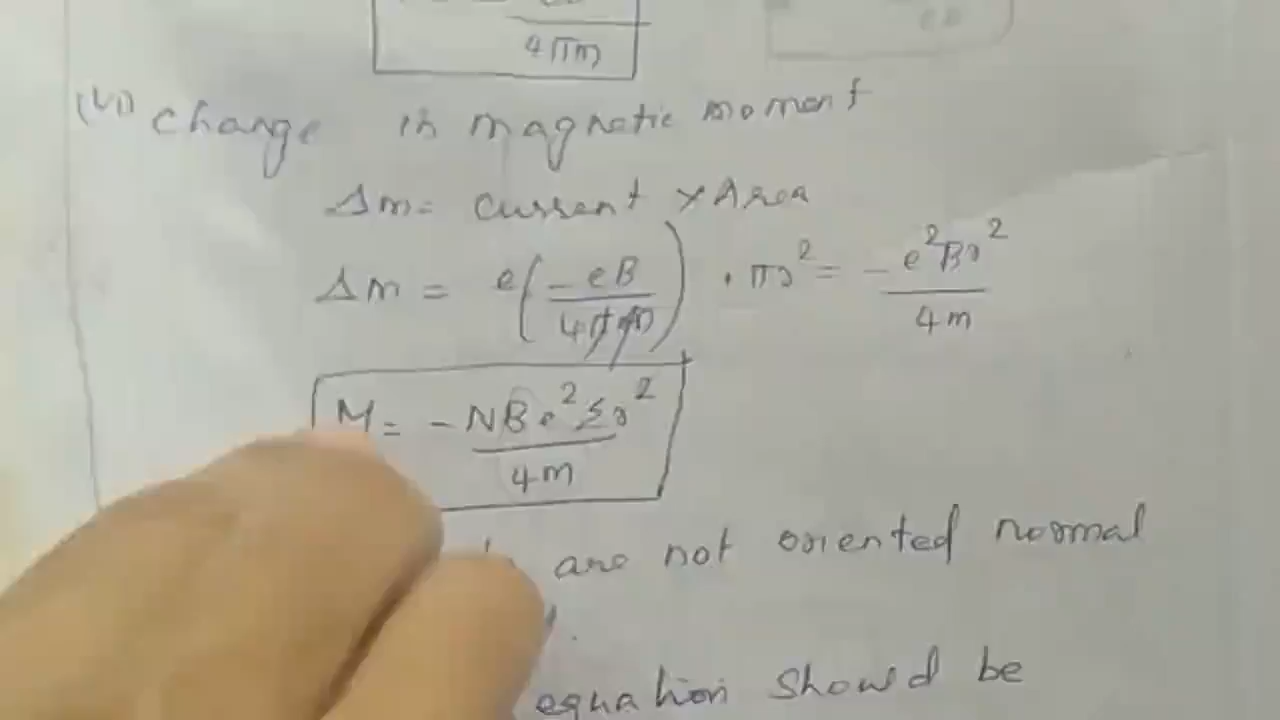 4πm
(vi) change in magnetic moment
Δm = current × Area
Δm = e(-eB/4πm) . πr² = -e²Br²/4m
M = -NBe²Σr²/4m
are not oriented normal
equation should be